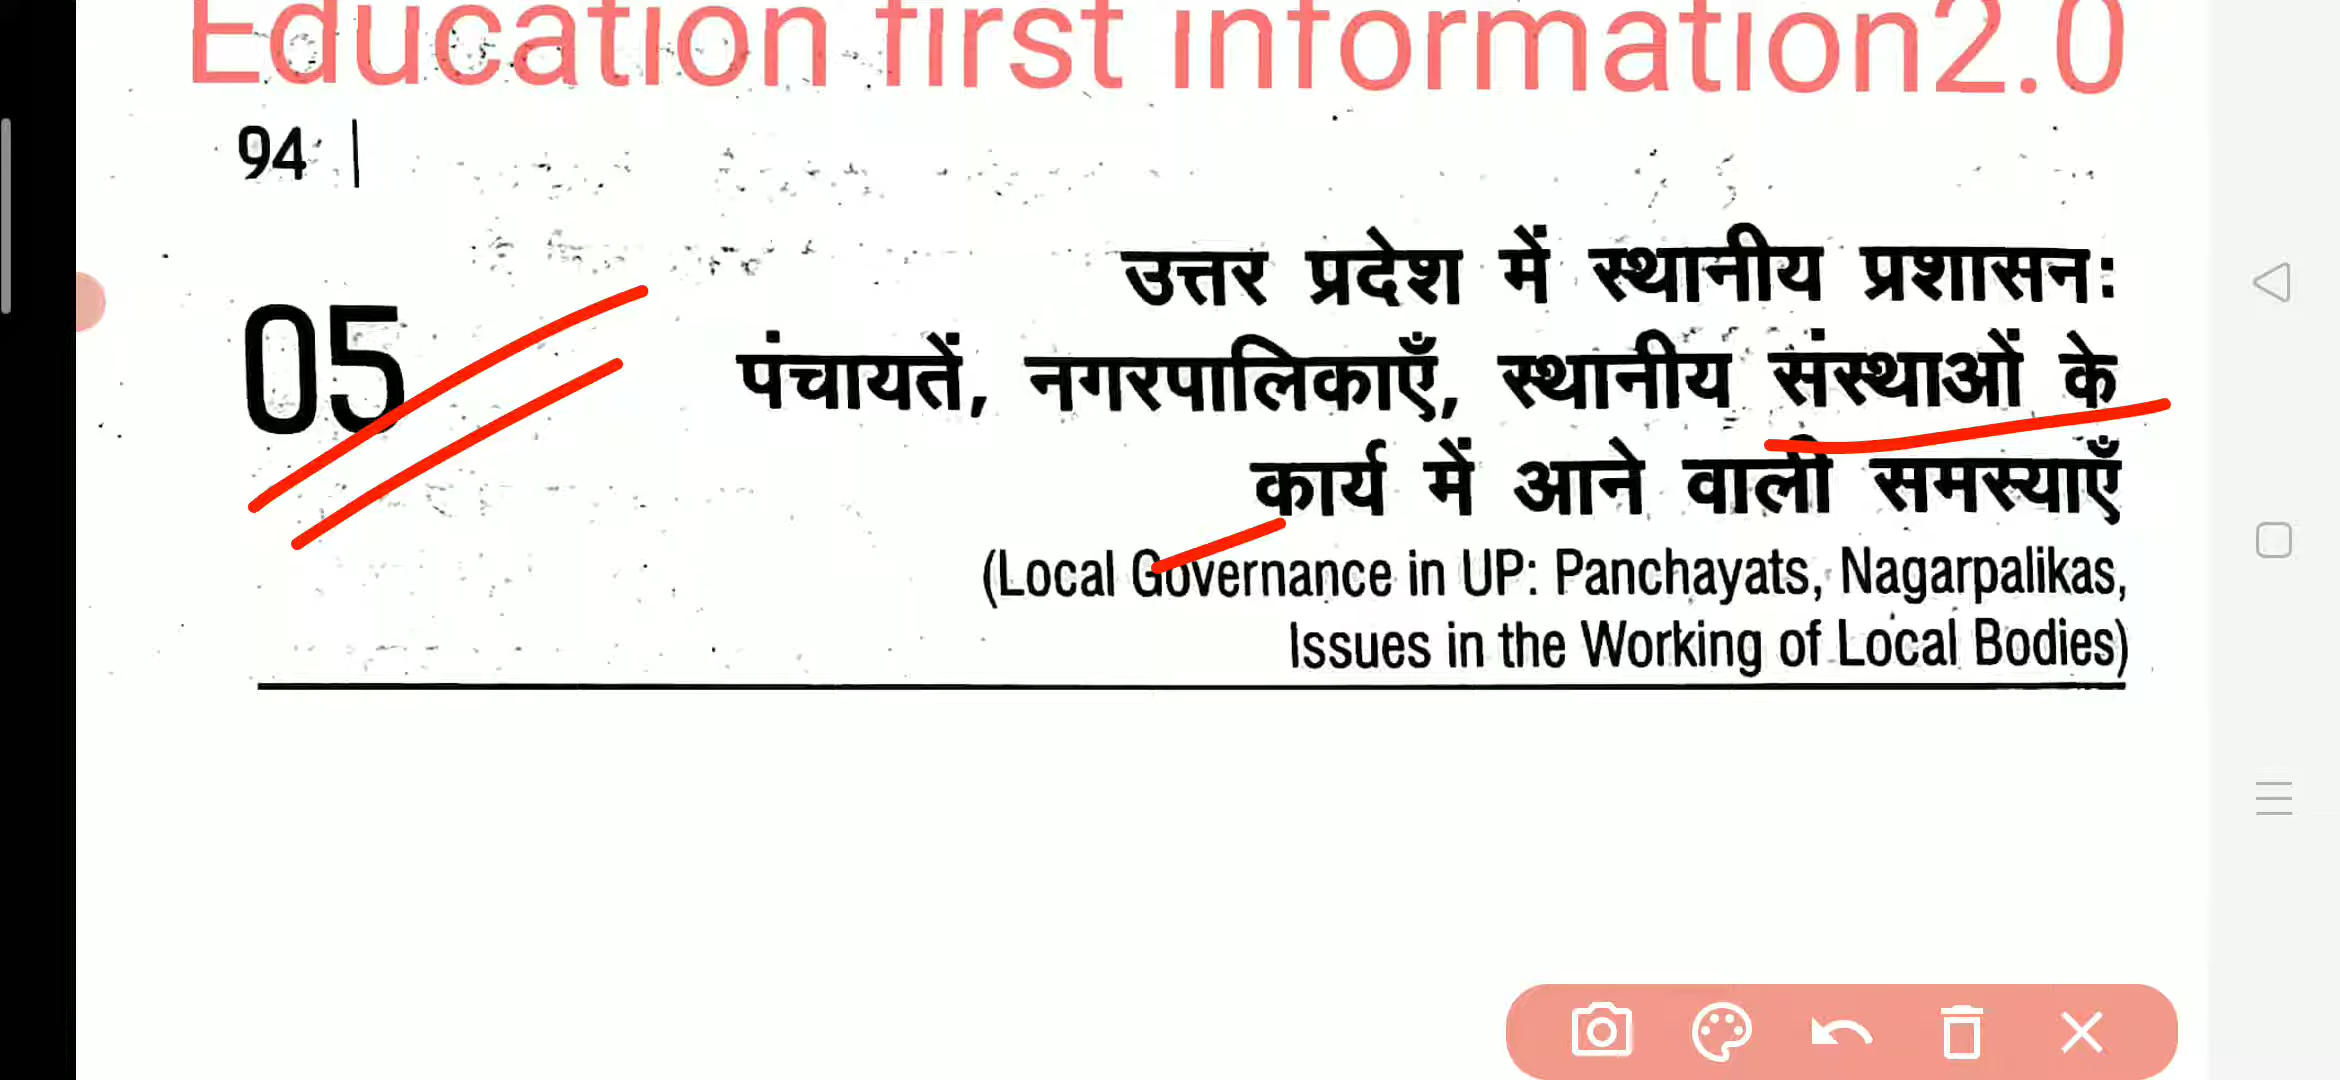 Education first information2.0
94 |
05
उत्तर प्रदेश में स्थानीय प्रशासनः
पंचायतें, नगरपालिकाएँ, स्थानीय संस्थाओं के
कार्य में आने वाली समस्याएँ
(Local Governance in UP: Panchayats, Nagarpalikas,
Issues in the Working of Local Bodies)